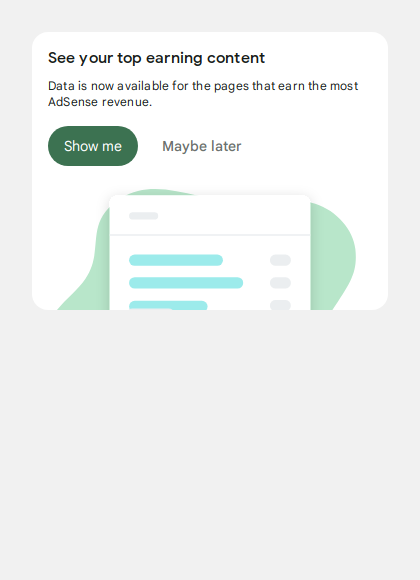 See your top earning content
Data is now available for the pages that earn the most
AdSense revenue.
Show me
Maybe later